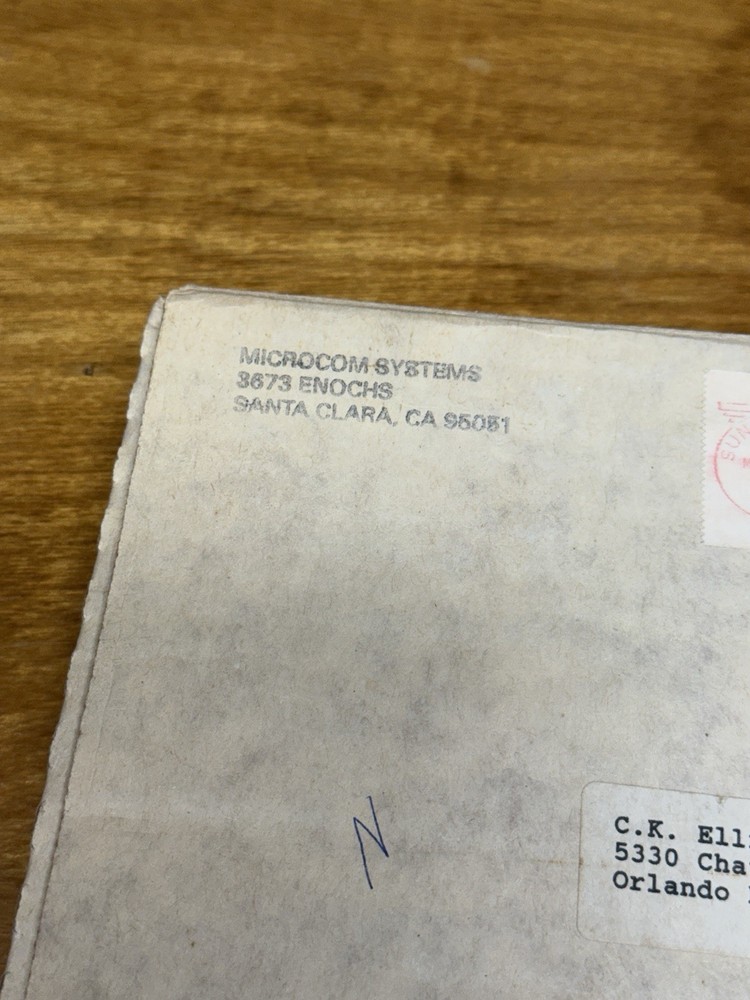 MICROCOM SYSTEMS
3673 ENOCHS
SANTA CLARA, CA 95051
N
C.K.
5330
Orlando